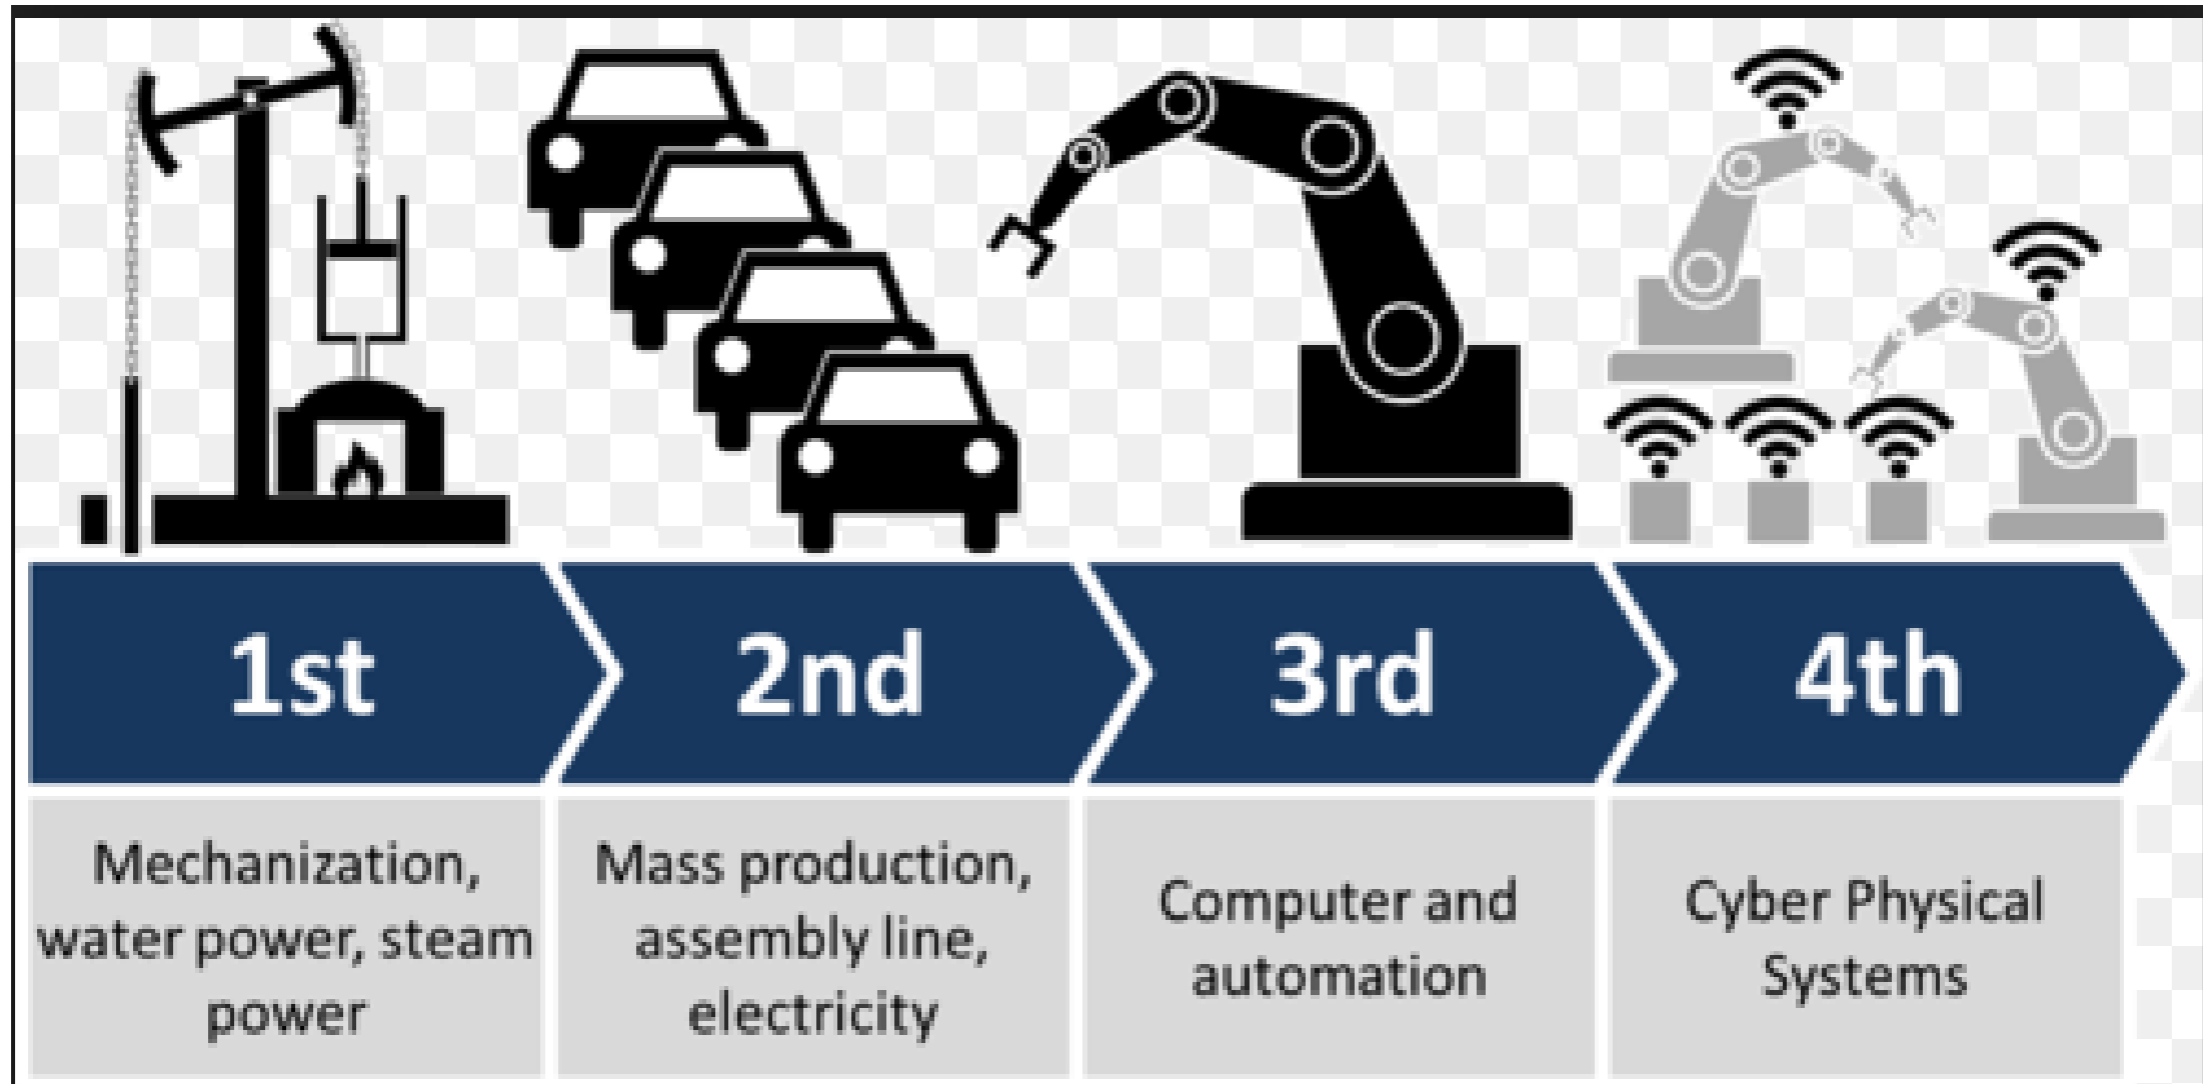 1st
2nd
3rd
4th
Mechanization,
water power, steam
power
Mass production,
assembly line,
electricity
Computer and
automation
Cyber Physical
Systems